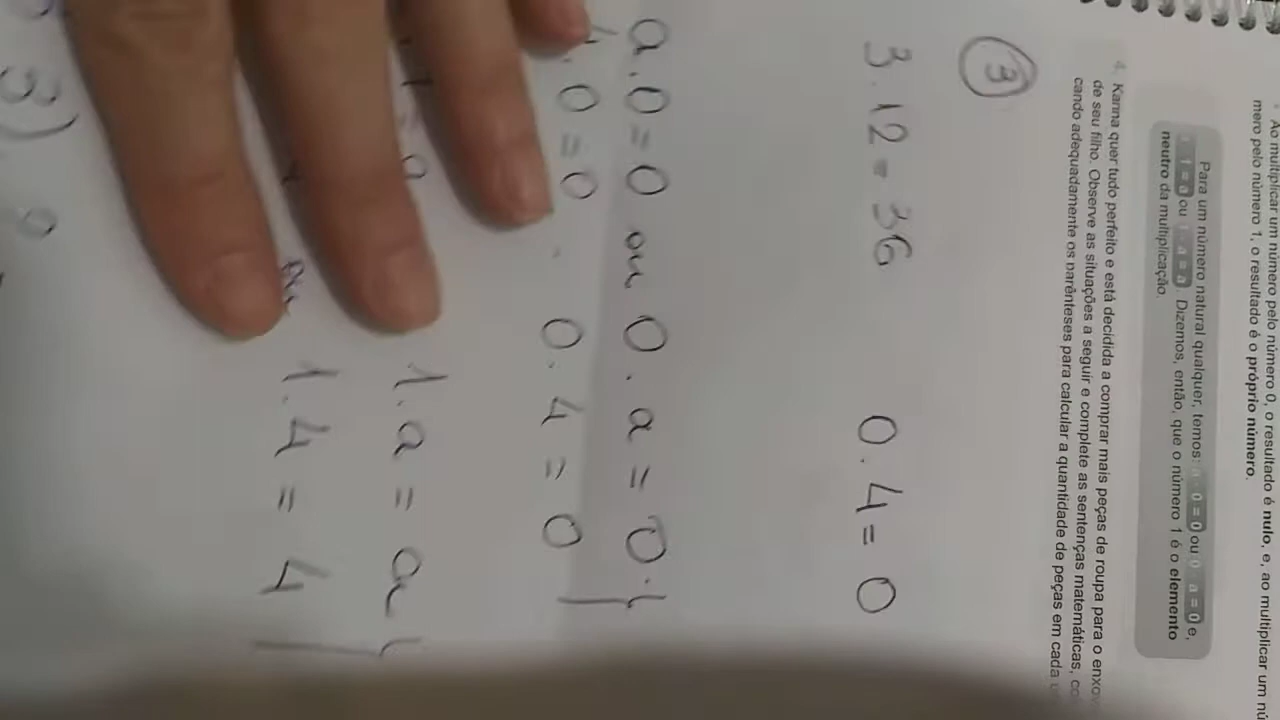 Ao multiplicar um número pelo número 0, o resultado é nulo, e, ao multiplicar um nú
mero pelo número 1, o resultado é o próprio número.
Para um número natural qualquer, temos: a · 0 = 0 ou 0 · a = 0 e,
· 1 = a ou 1 · a = a. Dizemos, então, que o número 1 é o elemento
neutro da multiplicação.
4. Karina quer tudo perfeito e está decidida a comprar mais peças de roupa para o enxov
de seu filho. Observe as situações a seguir e complete as sentenças matemáticas, co
cando adequadamente os parênteses para calcular a quantidade de peças em cada u
3
3.12=36 0.4=0
a.0=0 ou 0.a=0
4.0=0 0.4=0
1.a=a
1.4=4
3)